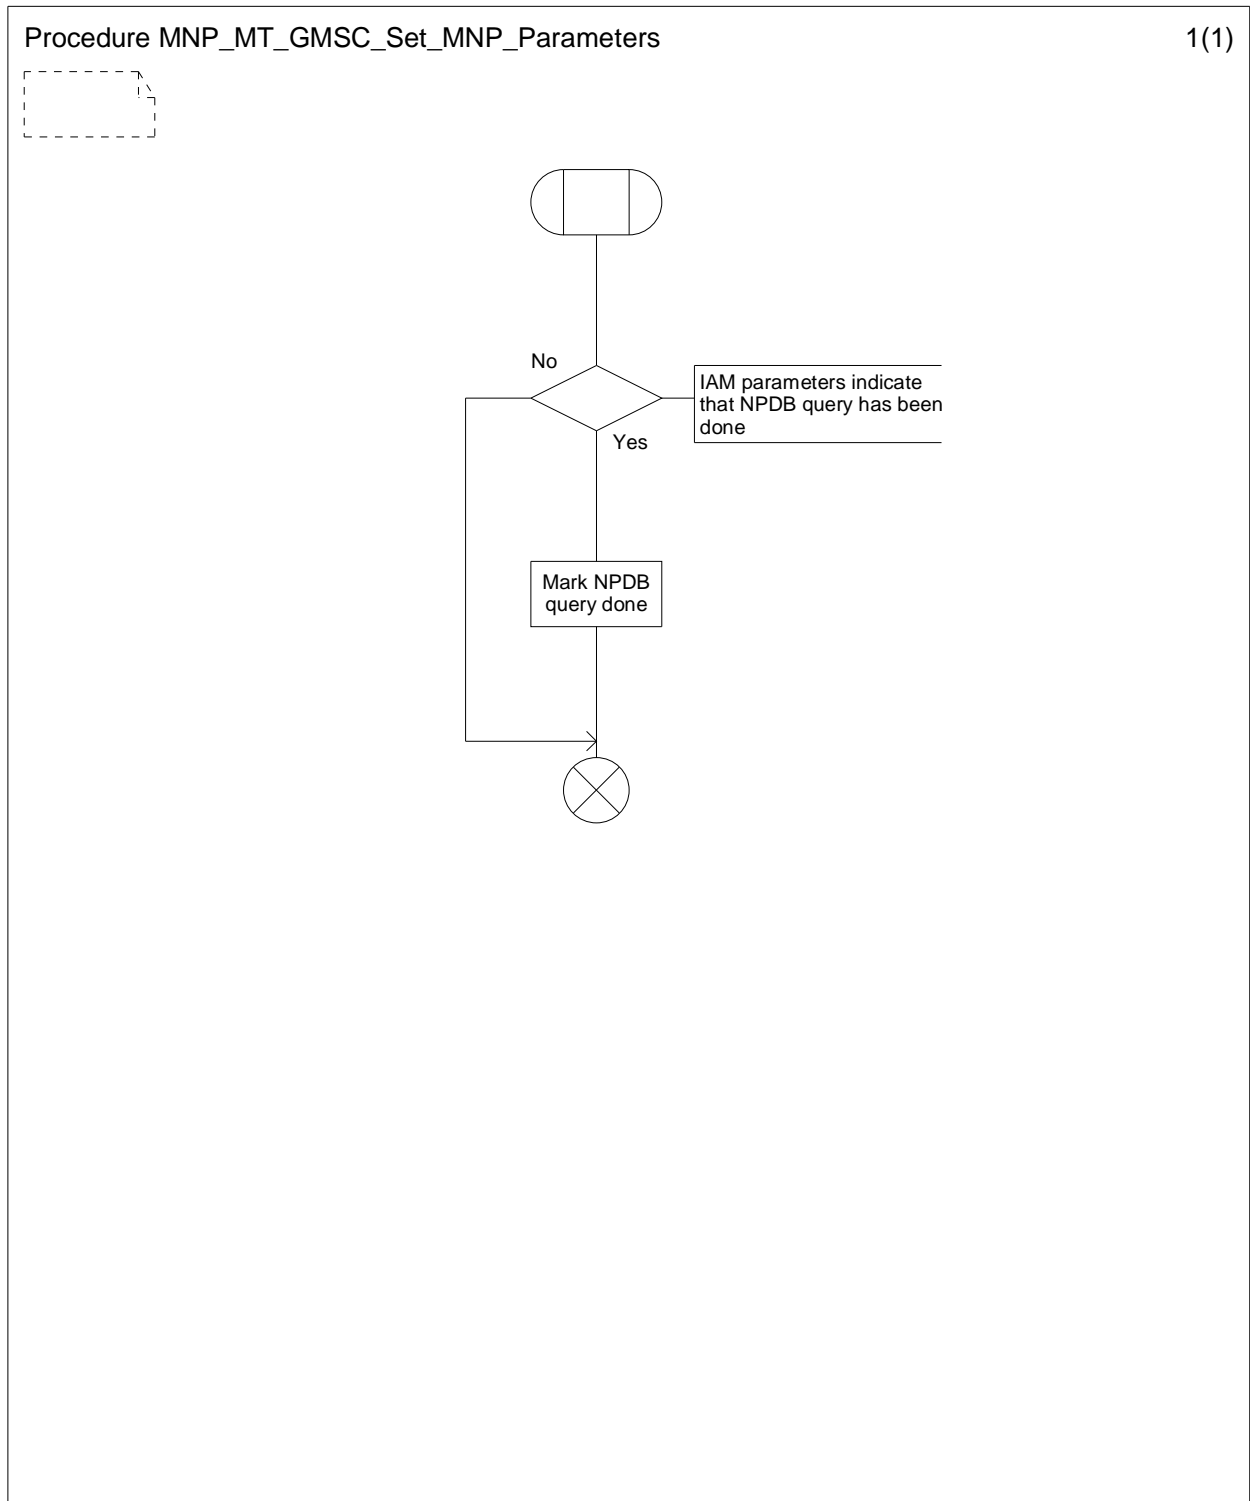 Procedure MNP_MT_GMSC_Set_MNP_Parameters 1(1)
No
IAM parameters indicate
that NPDB query has been
done
Yes
Mark NPDB
query done